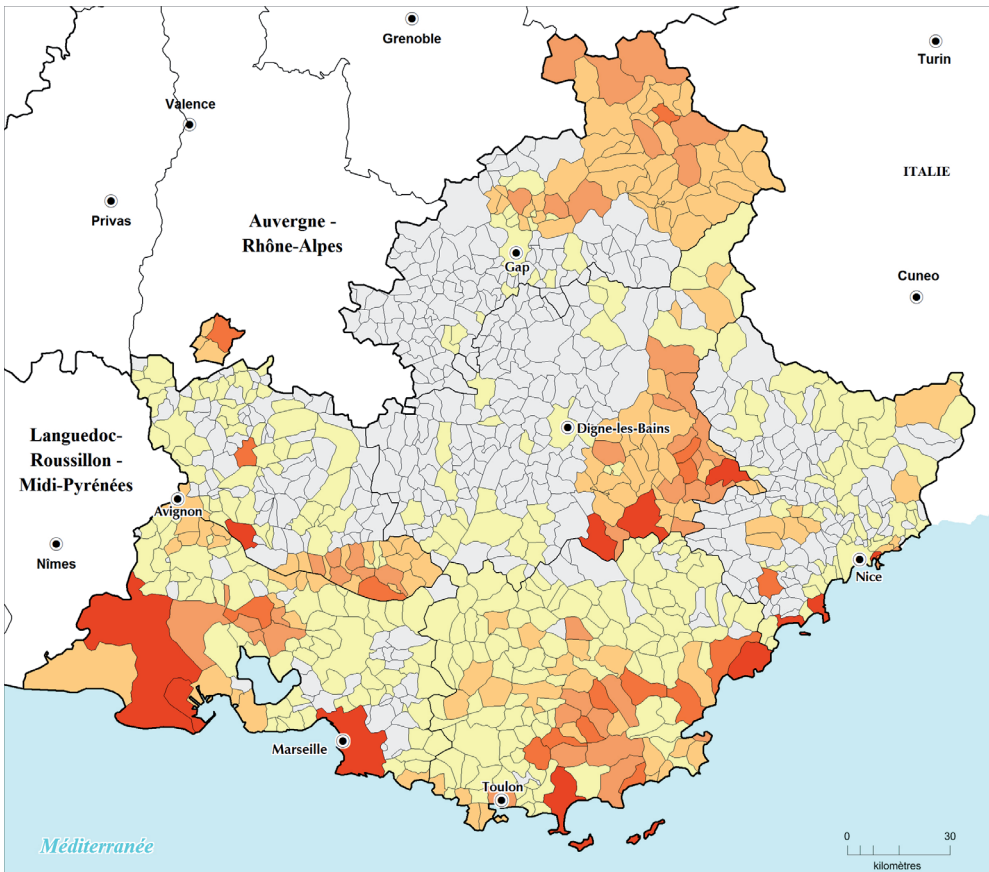 Grenoble
Turin
Valence
ITALIE
Privas
Auvergne -
Rhône-Alpes
Gap
Cuneo
Languedoc-
Roussillon -
Midi-Pyrénées
Digne-les-Bains
Avignon
Nîmes
Nice
Marseille
Toulon
Méditerranée
0 30
kilomètres